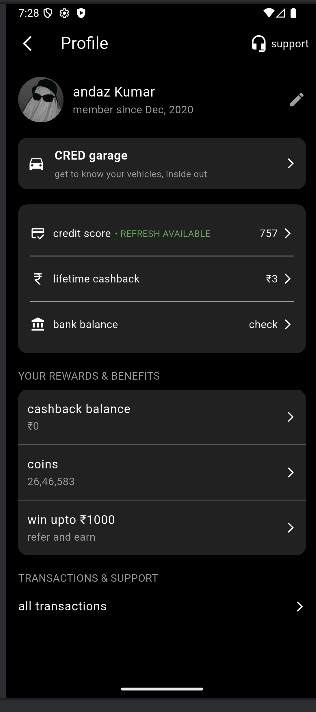 7:28
Profile
support
andaz Kumar
member since Dec, 2020
CRED garage
get to know your vehicles, inside out
credit score • REFRESH AVAILABLE 757
lifetime cashback ₹3
bank balance check
YOUR REWARDS & BENEFITS
cashback balance
₹0
coins
26,46,583
win upto ₹1000
refer and earn
TRANSACTIONS & SUPPORT
all transactions